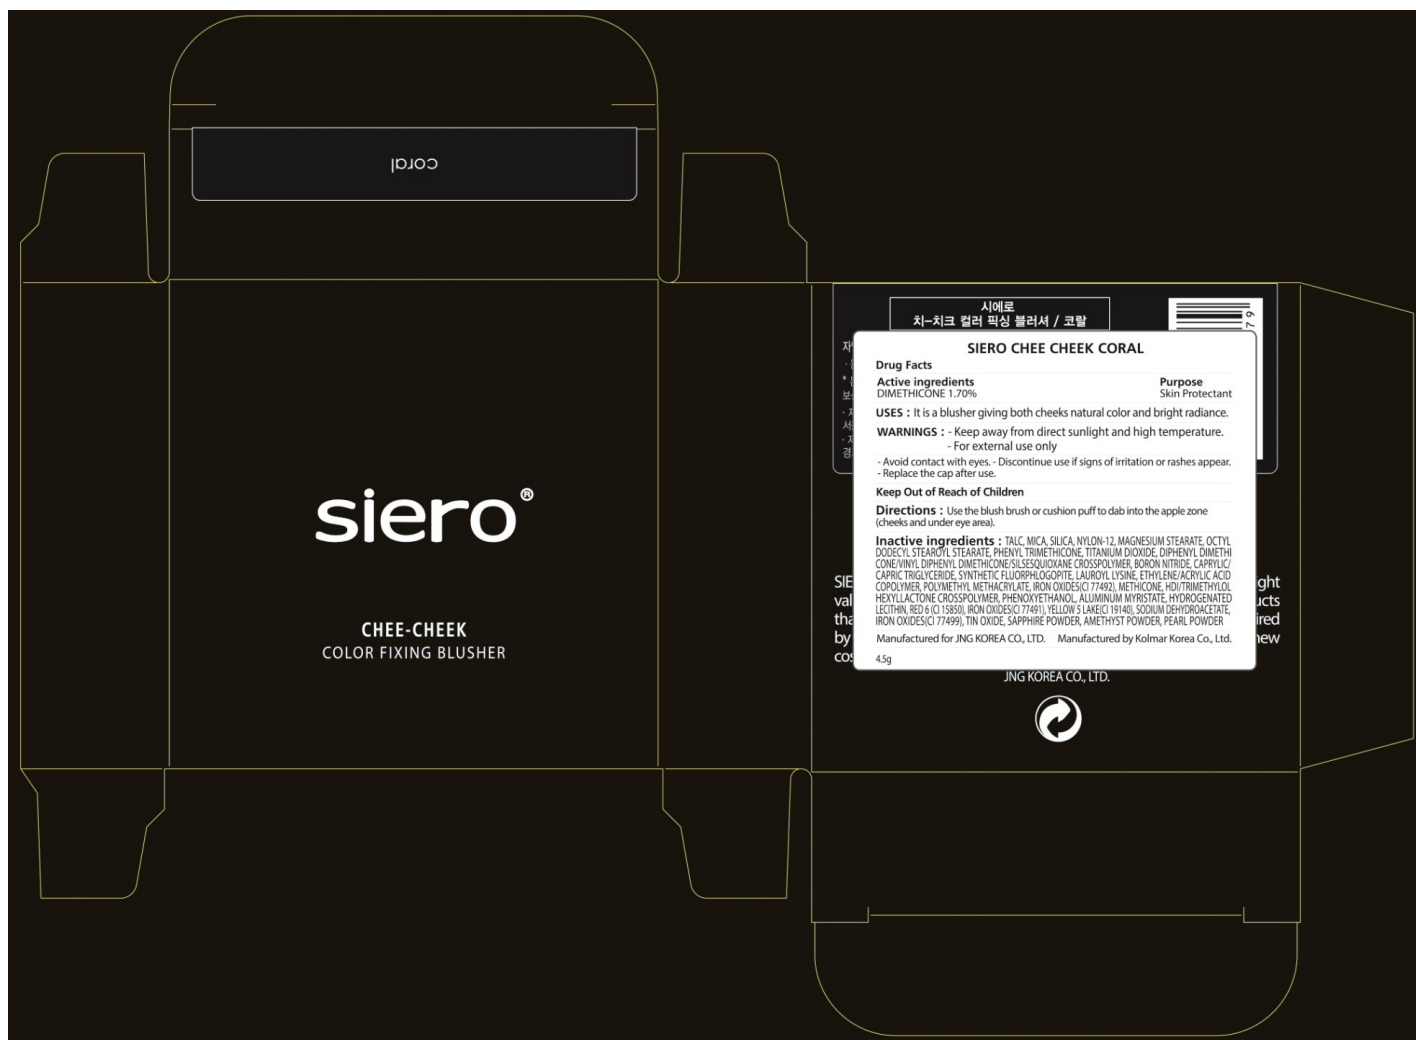 coral
siero®
CHEE-CHEEK
COLOR FIXING BLUSHER
시에로
치-치크 컬러 픽싱 블러셔 / 코랄
SIERO CHEE CHEEK CORAL
Drug Facts
Active ingredients Purpose
DIMETHICONE 1.70% Skin Protectant
USES : It is a blusher giving both cheeks natural color and bright radiance.
WARNINGS : - Keep away from direct sunlight and high temperature.
- For external use only
- Avoid contact with eyes. - Discontinue use if signs of irritation or rashes appear.
- Replace the cap after use.
Keep Out of Reach of Children
Directions : Use the blush brush or cushion puff to dab into the apple zone
(cheeks and under eye area).
Inactive ingredients : TALC, MICA, SILICA, NYLON-12, MAGNESIUM STEARATE, OCTYL
DODECYL STEAROYL STEARATE, PHENYL TRIMETHICONE, TITANIUM DIOXIDE, DIPHENYL DIMETHI
CONE/VINYL DIPHENYL DIMETHICONE/SILSESQUIOXANE CROSSPOLYMER, BORON NITRIDE, CAPRYLIC/
CAPRIC TRIGLYCERIDE, SYNTHETIC FLUORPHLOGOPITE, LAUROYL LYSINE, ETHYLENE/ACRYLIC ACID
COPOLYMER, POLYMETHYL METHACRYLATE, IRON OXIDES(CI 77492), METHICONE, HDI/TRIMETHYLOL
HEXYLLACTONE CROSSPOLYMER, PHENOXYETHANOL, ALUMINUM MYRISTATE, HYDROGENATED
LECITHIN, RED 6 (CI 15850), IRON OXIDES(CI 77491), YELLOW 5 LAKE(CI 19140), SODIUM DEHYDROACETATE,
IRON OXIDES(CI 77499), TIN OXIDE, SAPPHIRE POWDER, AMETHYST POWDER, PEARL POWDER
Manufactured for JNG KOREA CO., LTD. Manufactured by Kolmar Korea Co., Ltd.
4.5g
JNG KOREA CO., LTD.